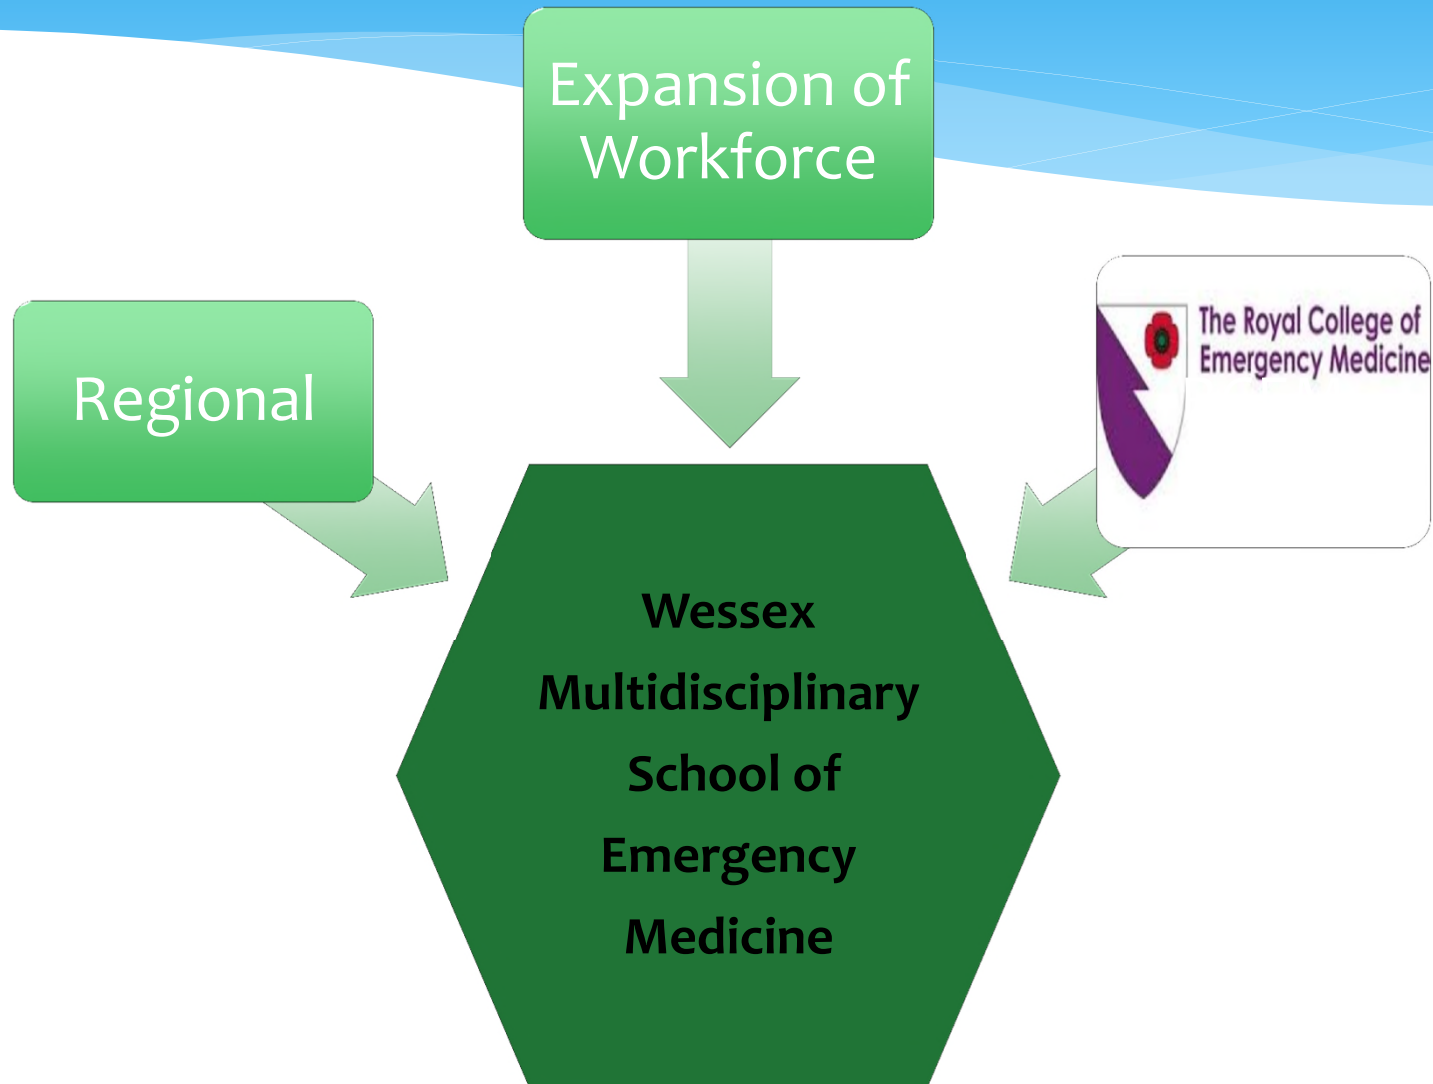 Expansion of
Workforce
Regional
The Royal College of
Emergency Medicine
Wessex
Multidisciplinary
School of
Emergency
Medicine